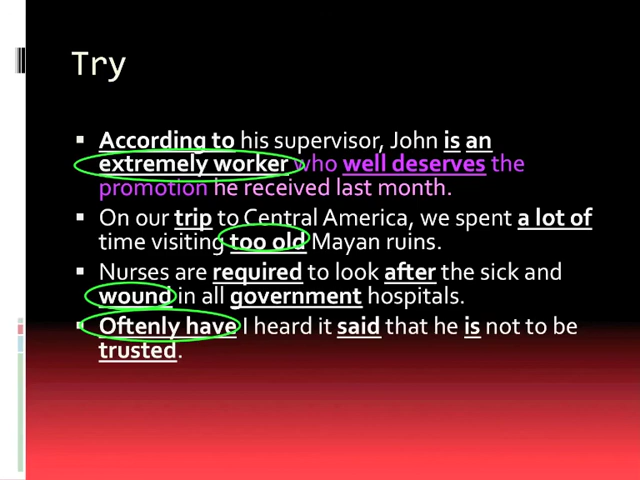 Try
▪ According to his supervisor, John is an
extremely worker who well deserves the
promotion he received last month.
▪ On our trip to Central America, we spent a lot of
time visiting too old Mayan ruins.
▪ Nurses are required to look after the sick and
wound in all government hospitals.
▪ Oftenly have I heard it said that he is not to be
trusted.